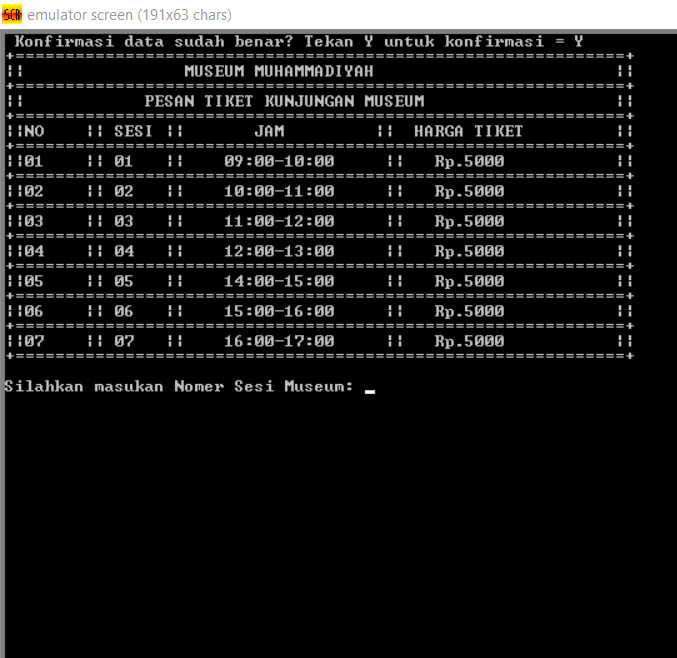 SCR emulator screen (191x63 chars)
Konfirmasi data sudah benar? Tekan Y untuk konfirmasi = Y
+=============================================================+
¦¦ MUSEUM MUHAMMADIYAH ¦¦
+=============================================================+
¦¦ PESAN TIKET KUNJUNGAN MUSEUM ¦¦
+=============================================================+
¦¦NO ¦¦ SESI ¦¦ JAM ¦¦ HARGA TIKET ¦¦
+=============================================================+
¦¦01 ¦¦ 01 ¦¦ 09:00-10:00 ¦¦ Rp.5000 ¦¦
+=============================================================+
¦¦02 ¦¦ 02 ¦¦ 10:00-11:00 ¦¦ Rp.5000 ¦¦
+=============================================================+
¦¦03 ¦¦ 03 ¦¦ 11:00-12:00 ¦¦ Rp.5000 ¦¦
+=============================================================+
¦¦04 ¦¦ 04 ¦¦ 12:00-13:00 ¦¦ Rp.5000 ¦¦
+=============================================================+
¦¦05 ¦¦ 05 ¦¦ 14:00-15:00 ¦¦ Rp.5000 ¦¦
+=============================================================+
¦¦06 ¦¦ 06 ¦¦ 15:00-16:00 ¦¦ Rp.5000 ¦¦
+=============================================================+
¦¦07 ¦¦ 07 ¦¦ 16:00-17:00 ¦¦ Rp.5000 ¦¦
+=============================================================+
Silahkan masukan Nomer Sesi Museum: _